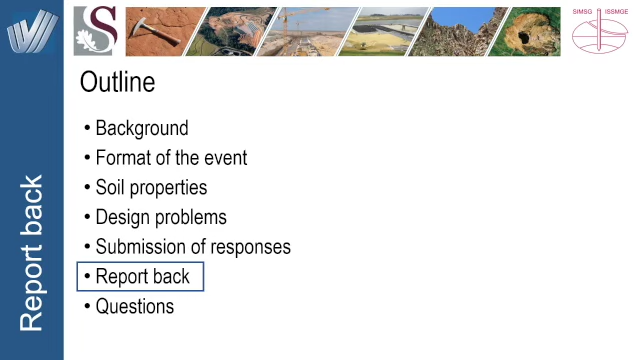 SIMSG ISSMGE
S
Outline
• Background
• Format of the event
• Soil properties
• Design problems
• Submission of responses
• Report back
• Questions
Report back